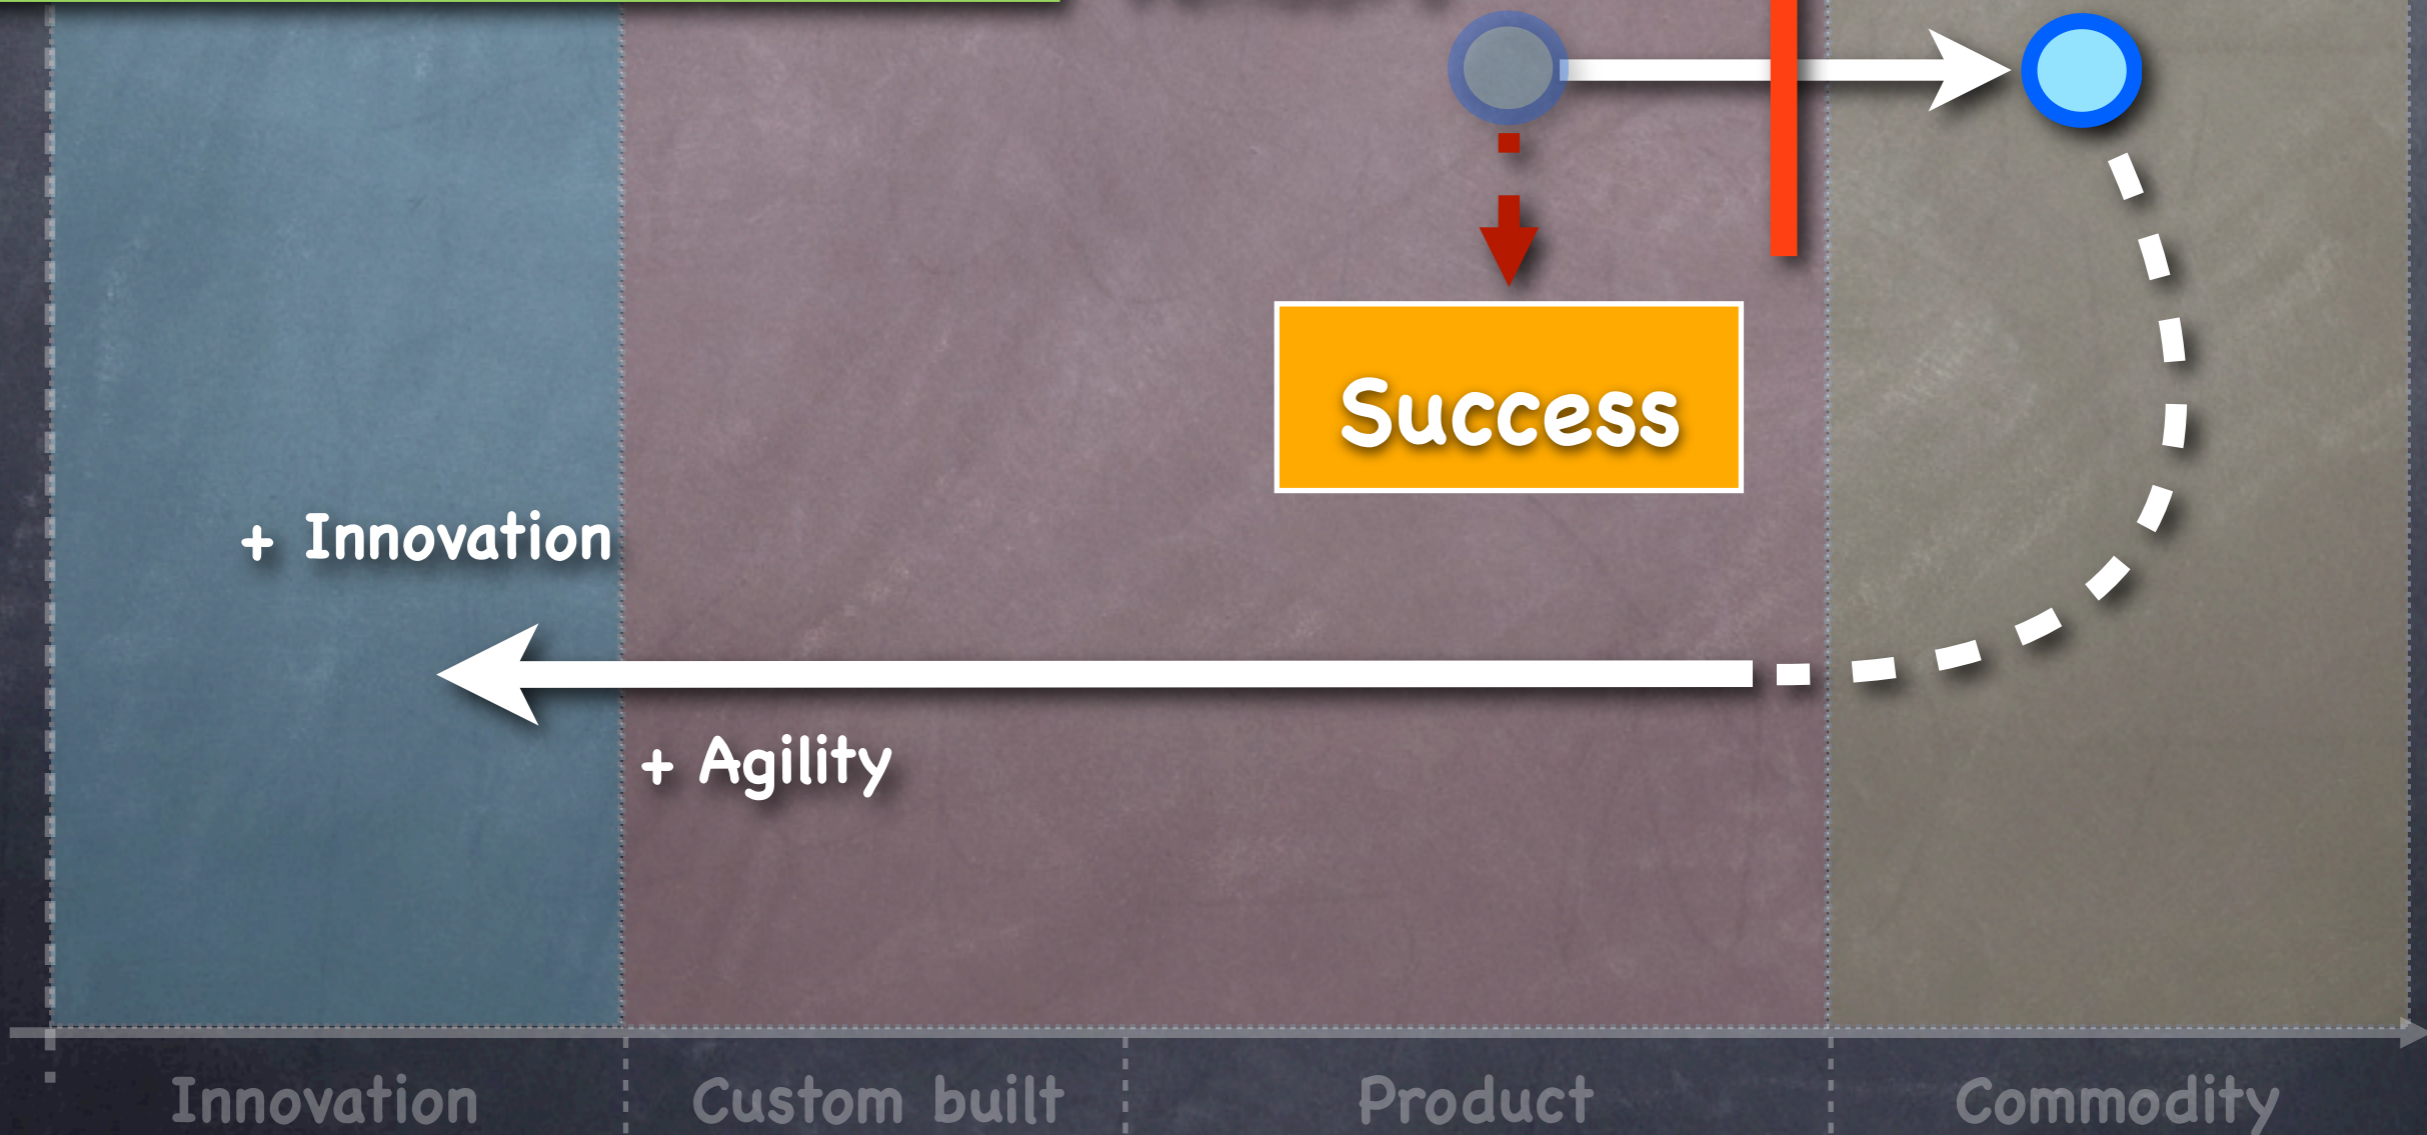 Success
+ Innovation
+ Agility
Innovation
Custom built
Product
Commodity